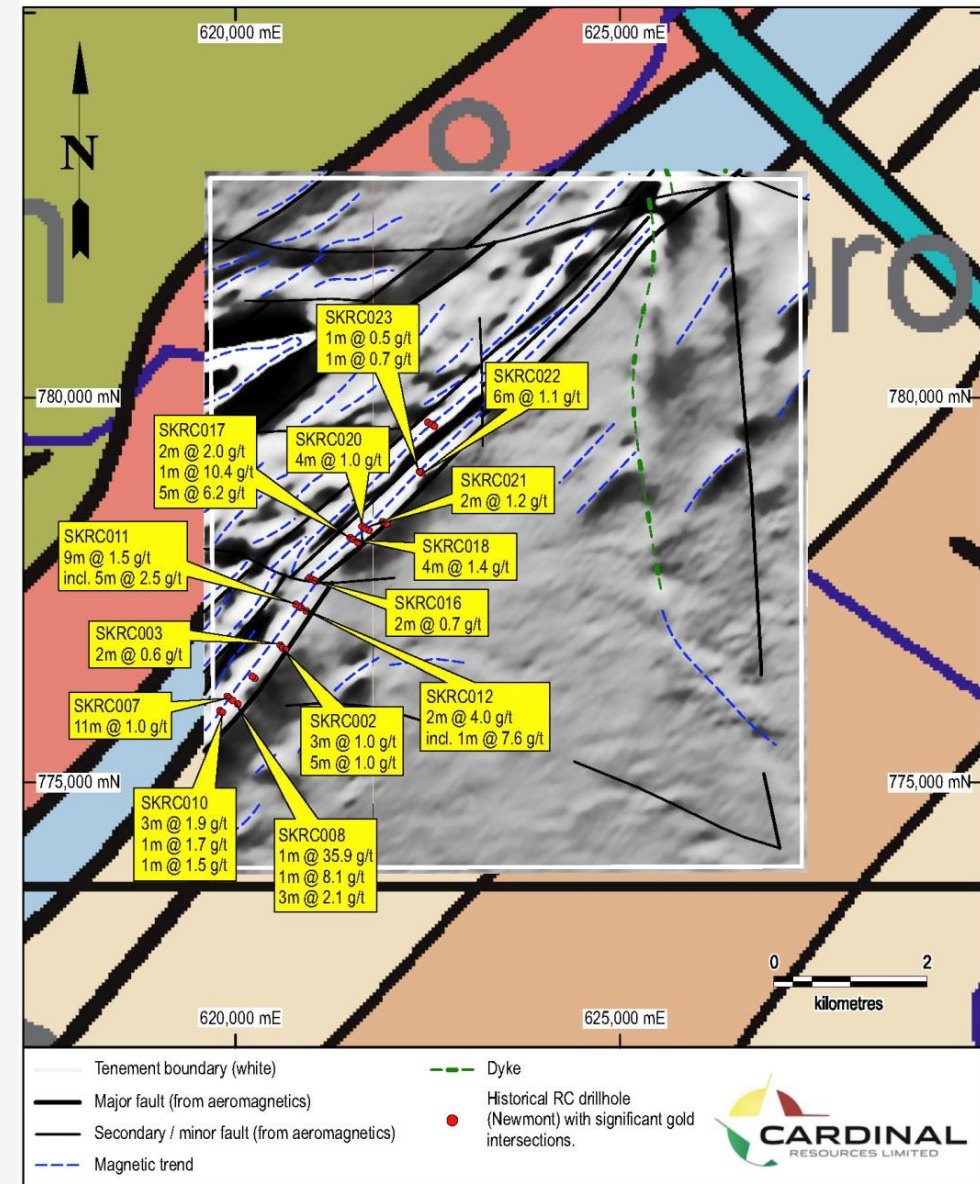 620,000 mE
625,000 mE
N
o
n
pro
SKRC023
1m @ 0.5 g/t
1m @ 0.7 g/t
780,000 mN
780,000 mN
SKRC022
6m @ 1.1 g/t
SKRC017
2m @ 2.0 g/t
1m @ 10.4 g/t
5m @ 6.2 g/t
SKRC020
4m @ 1.0 g/t
SKRC021
2m @ 1.2 g/t
SKRC011
9m @ 1.5 g/t
incl. 5m @ 2.5 g/t
SKRC018
4m @ 1.4 g/t
SKRC016
2m @ 0.7 g/t
SKRC003
2m @ 0.6 g/t
SKRC007
11m @ 1.0 g/t
SKRC002
3m @ 1.0 g/t
5m @ 1.0 g/t
SKRC012
2m @ 4.0 g/t
incl. 1m @ 7.6 g/t
775,000 mN
775,000 mN
SKRC010
3m @ 1.9 g/t
1m @ 1.7 g/t
1m @ 1.5 g/t
SKRC008
1m @ 35.9 g/t
1m @ 8.1 g/t
3m @ 2.1 g/t
0 2
kilometres
620,000 mE
625,000 mE
Tenement boundary (white)
Major fault (from aeromagnetics)
Secondary / minor fault (from aeromagnetics)
Magnetic trend
Dyke
Historical RC drillhole
(Newmont) with significant gold
intersections.
CARDINAL
RESOURCES LIMITED